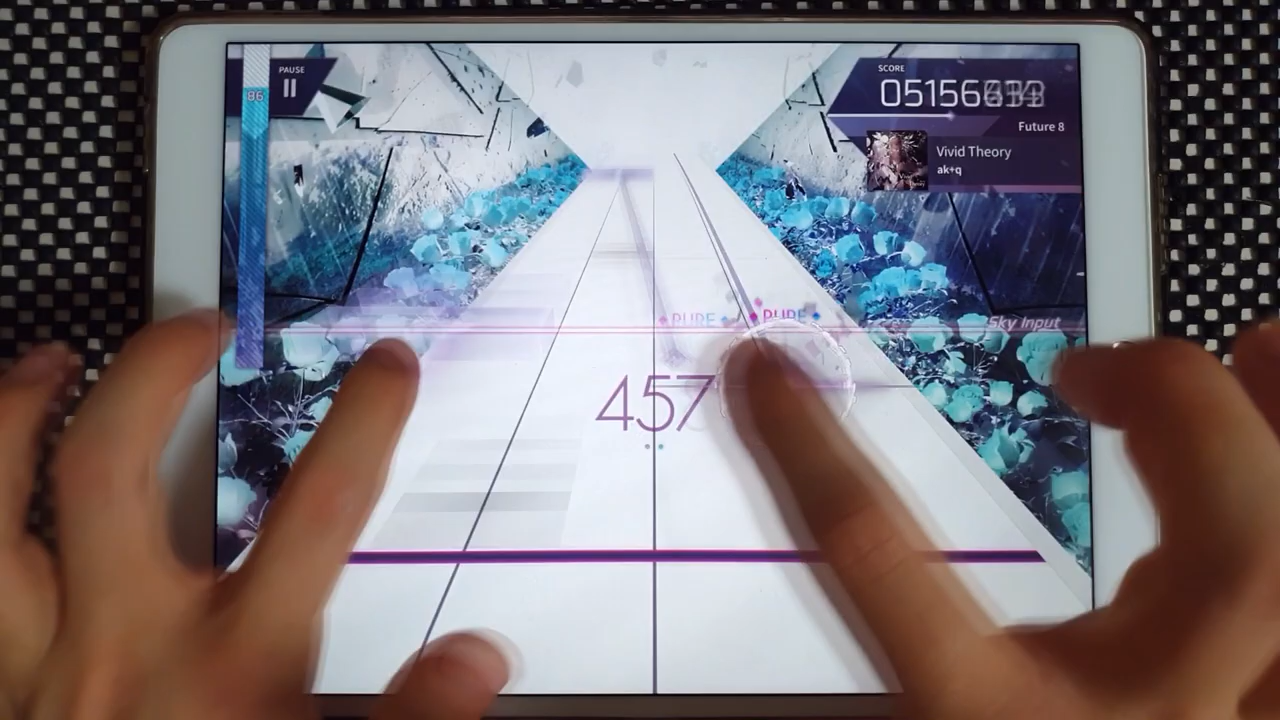 PAUSE
86
SCORE
Future 8
Vivid Theory
ak+q
PURE PURE
Sky Input
457